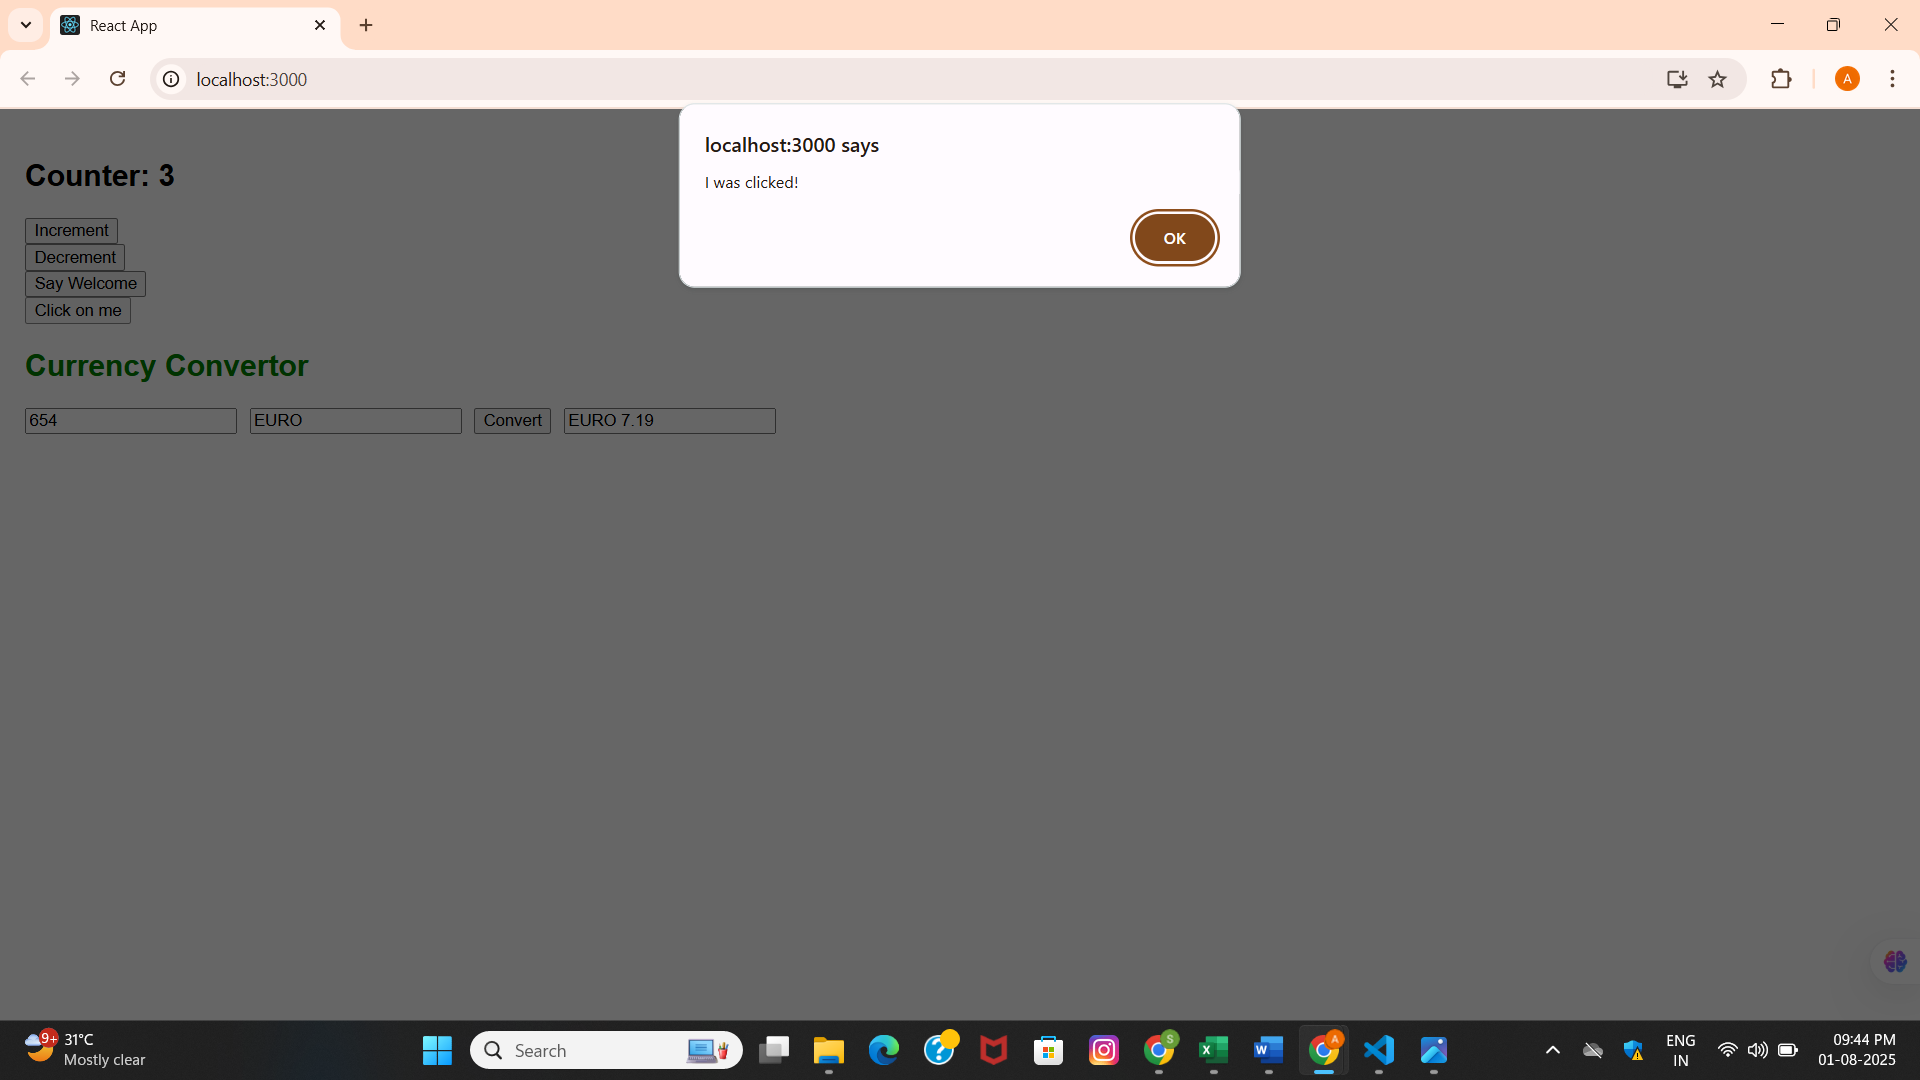 React App
localhost:3000
A
localhost:3000 says
I was clicked!
OK
Counter: 3
Increment
Decrement
Say Welcome
Click on me
Currency Convertor
654 EURO Convert EURO 7.19
9+
31°C
Mostly clear
Search
S
A
ENG
IN
09:44 PM
01-08-2025